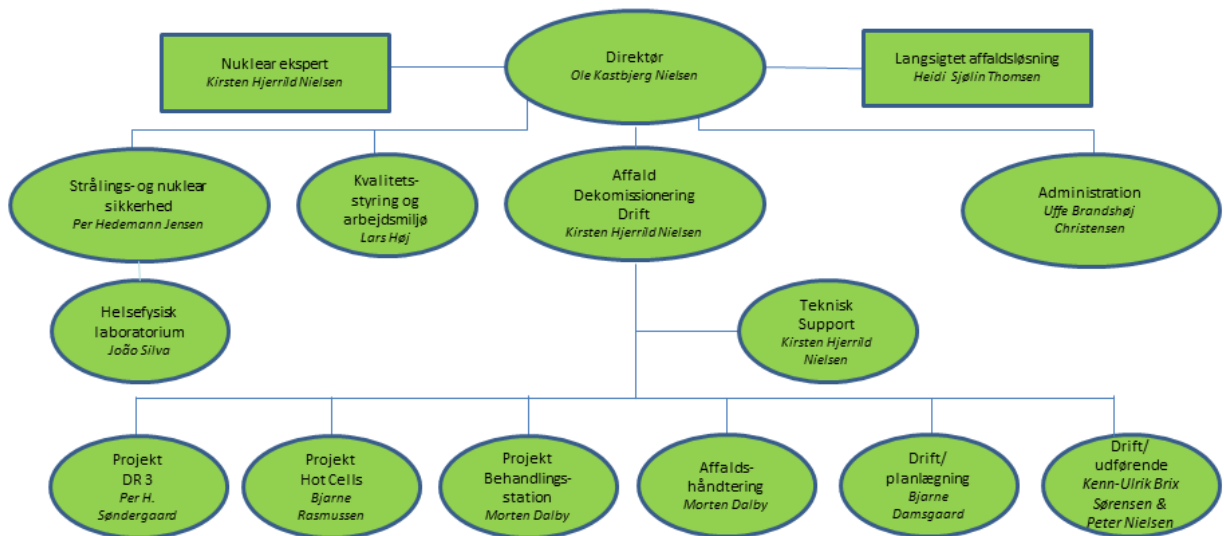 Nuklear ekspert
Kirsten Hjerrild Nielsen
Direktør
Ole Kastbjerg Nielsen
Langsigtet affaldsløsning
Heidi Sjølin Thomsen
Strålings- og nuklear
sikkerhed
Per Hedemann Jensen
Kvalitets-
styring og
arbejdsmiljø
Lars Høj
Affald
Dekomissionering
Drift
Kirsten Hjerrild Nielsen
Administration
Uffe Brandshøj
Christensen
Helsefysisk
laboratorium
João Silva
Teknisk
Support
Kirsten Hjerrild
Nielsen
Projekt
DR 3
Per H.
Søndergaard
Projekt
Hot Cells
Bjarne
Rasmussen
Projekt
Behandlings-
station
Morten Dalby
Affalds-
håndtering
Morten Dalby
Drift/
planlægning
Bjarne
Damsgaard
Drift/
udførende
Kenn-Ulrik Brix
Sørensen &
Peter Nielsen